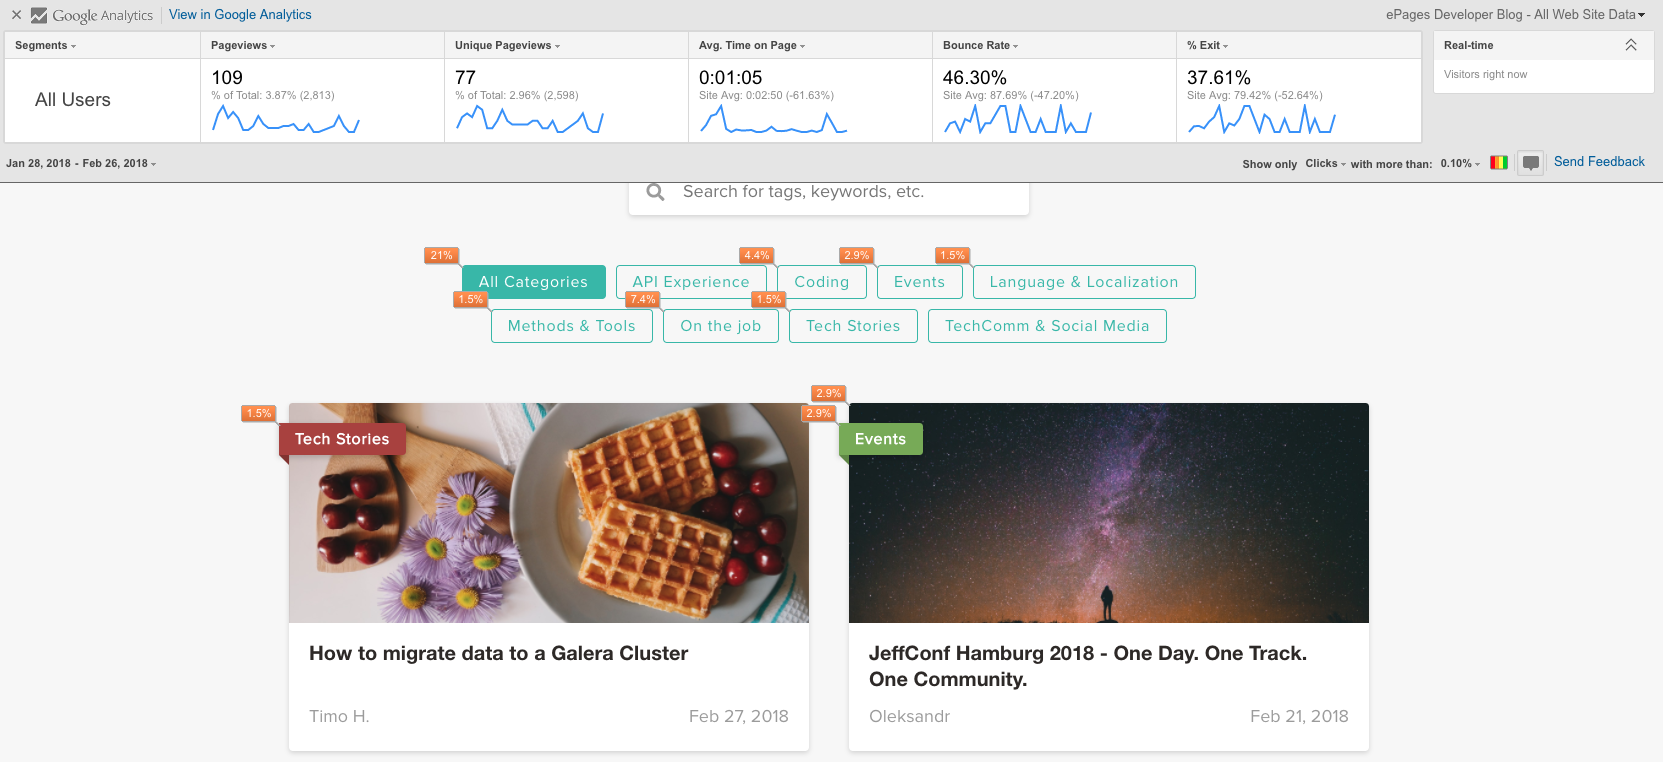 Google Analytics View in Google Analytics ePages Developer Blog - All Web Site Data
Segments Pageviews Unique Pageviews Avg. Time on Page Bounce Rate % Exit Real-time
109 77 0:01:05 46.30% 37.61%
Visitors right now
All Users
% of Total: 3.87% (2,813) % of Total: 2.96% (2,598) Site Avg: 0:02:50 (-61.63%) Site Avg: 87.69% (-47.20%) Site Avg: 79.42% (-52.64%)
Jan 28, 2018 - Feb 26, 2018 Show only Clicks with more than: 0.10% Send Feedback
Search for tags, keywords, etc.
21% 4.4% 2.9% 1.5%
All Categories API Experience Coding Events Language & Localization
1.5% 7.4% 1.5%
Methods & Tools On the job Tech Stories TechComm & Social Media
2.9%
1.5% 2.9%
Tech Stories Events
How to migrate data to a Galera Cluster
Timo H. Feb 27, 2018
JeffConf Hamburg 2018 - One Day. One Track.
One Community.
Oleksandr Feb 21, 2018